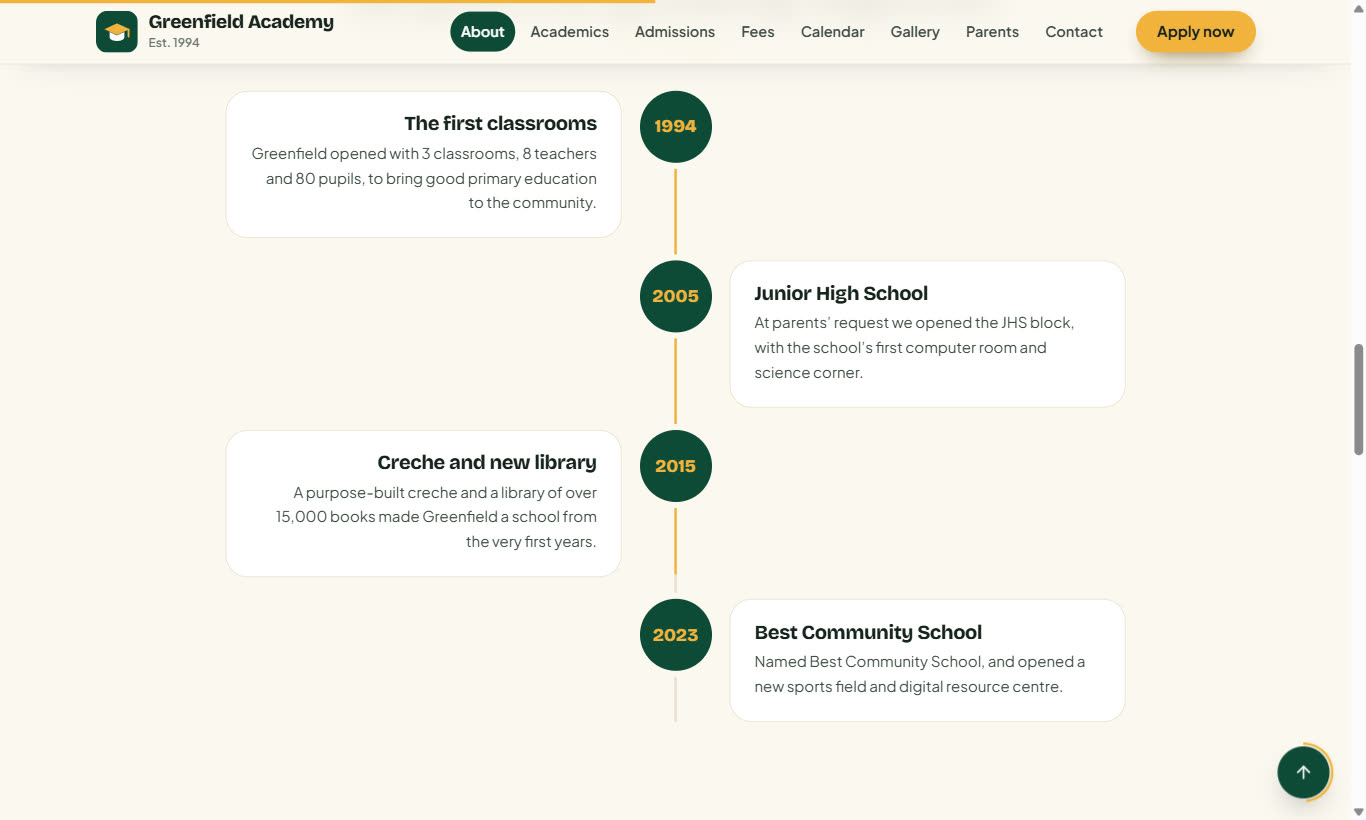 Greenfield Academy
Est. 1994
About
Academics
Admissions
Fees
Calendar
Gallery
Parents
Contact
Apply now
The first classrooms
Greenfield opened with 3 classrooms, 8 teachers
and 80 pupils, to bring good primary education
to the community.
1994
2005
Junior High School
At parents' request we opened the JHS block,
with the school's first computer room and
science corner.
Creche and new library
A purpose-built creche and a library of over
15,000 books made Greenfield a school from
the very first years.
2015
2023
Best Community School
Named Best Community School, and opened a
new sports field and digital resource centre.